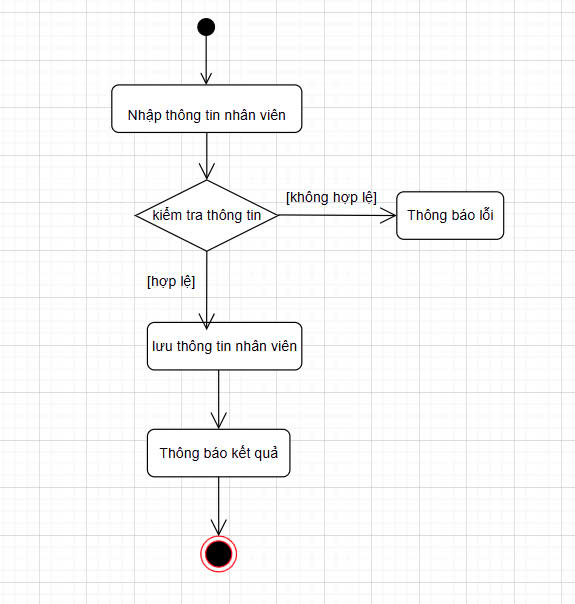 Nhập thông tin nhân viên
kiểm tra thông tin
[không hợp lệ]
Thông báo lỗi
[hợp lệ]
lưu thông tin nhân viên
Thông báo kết quả